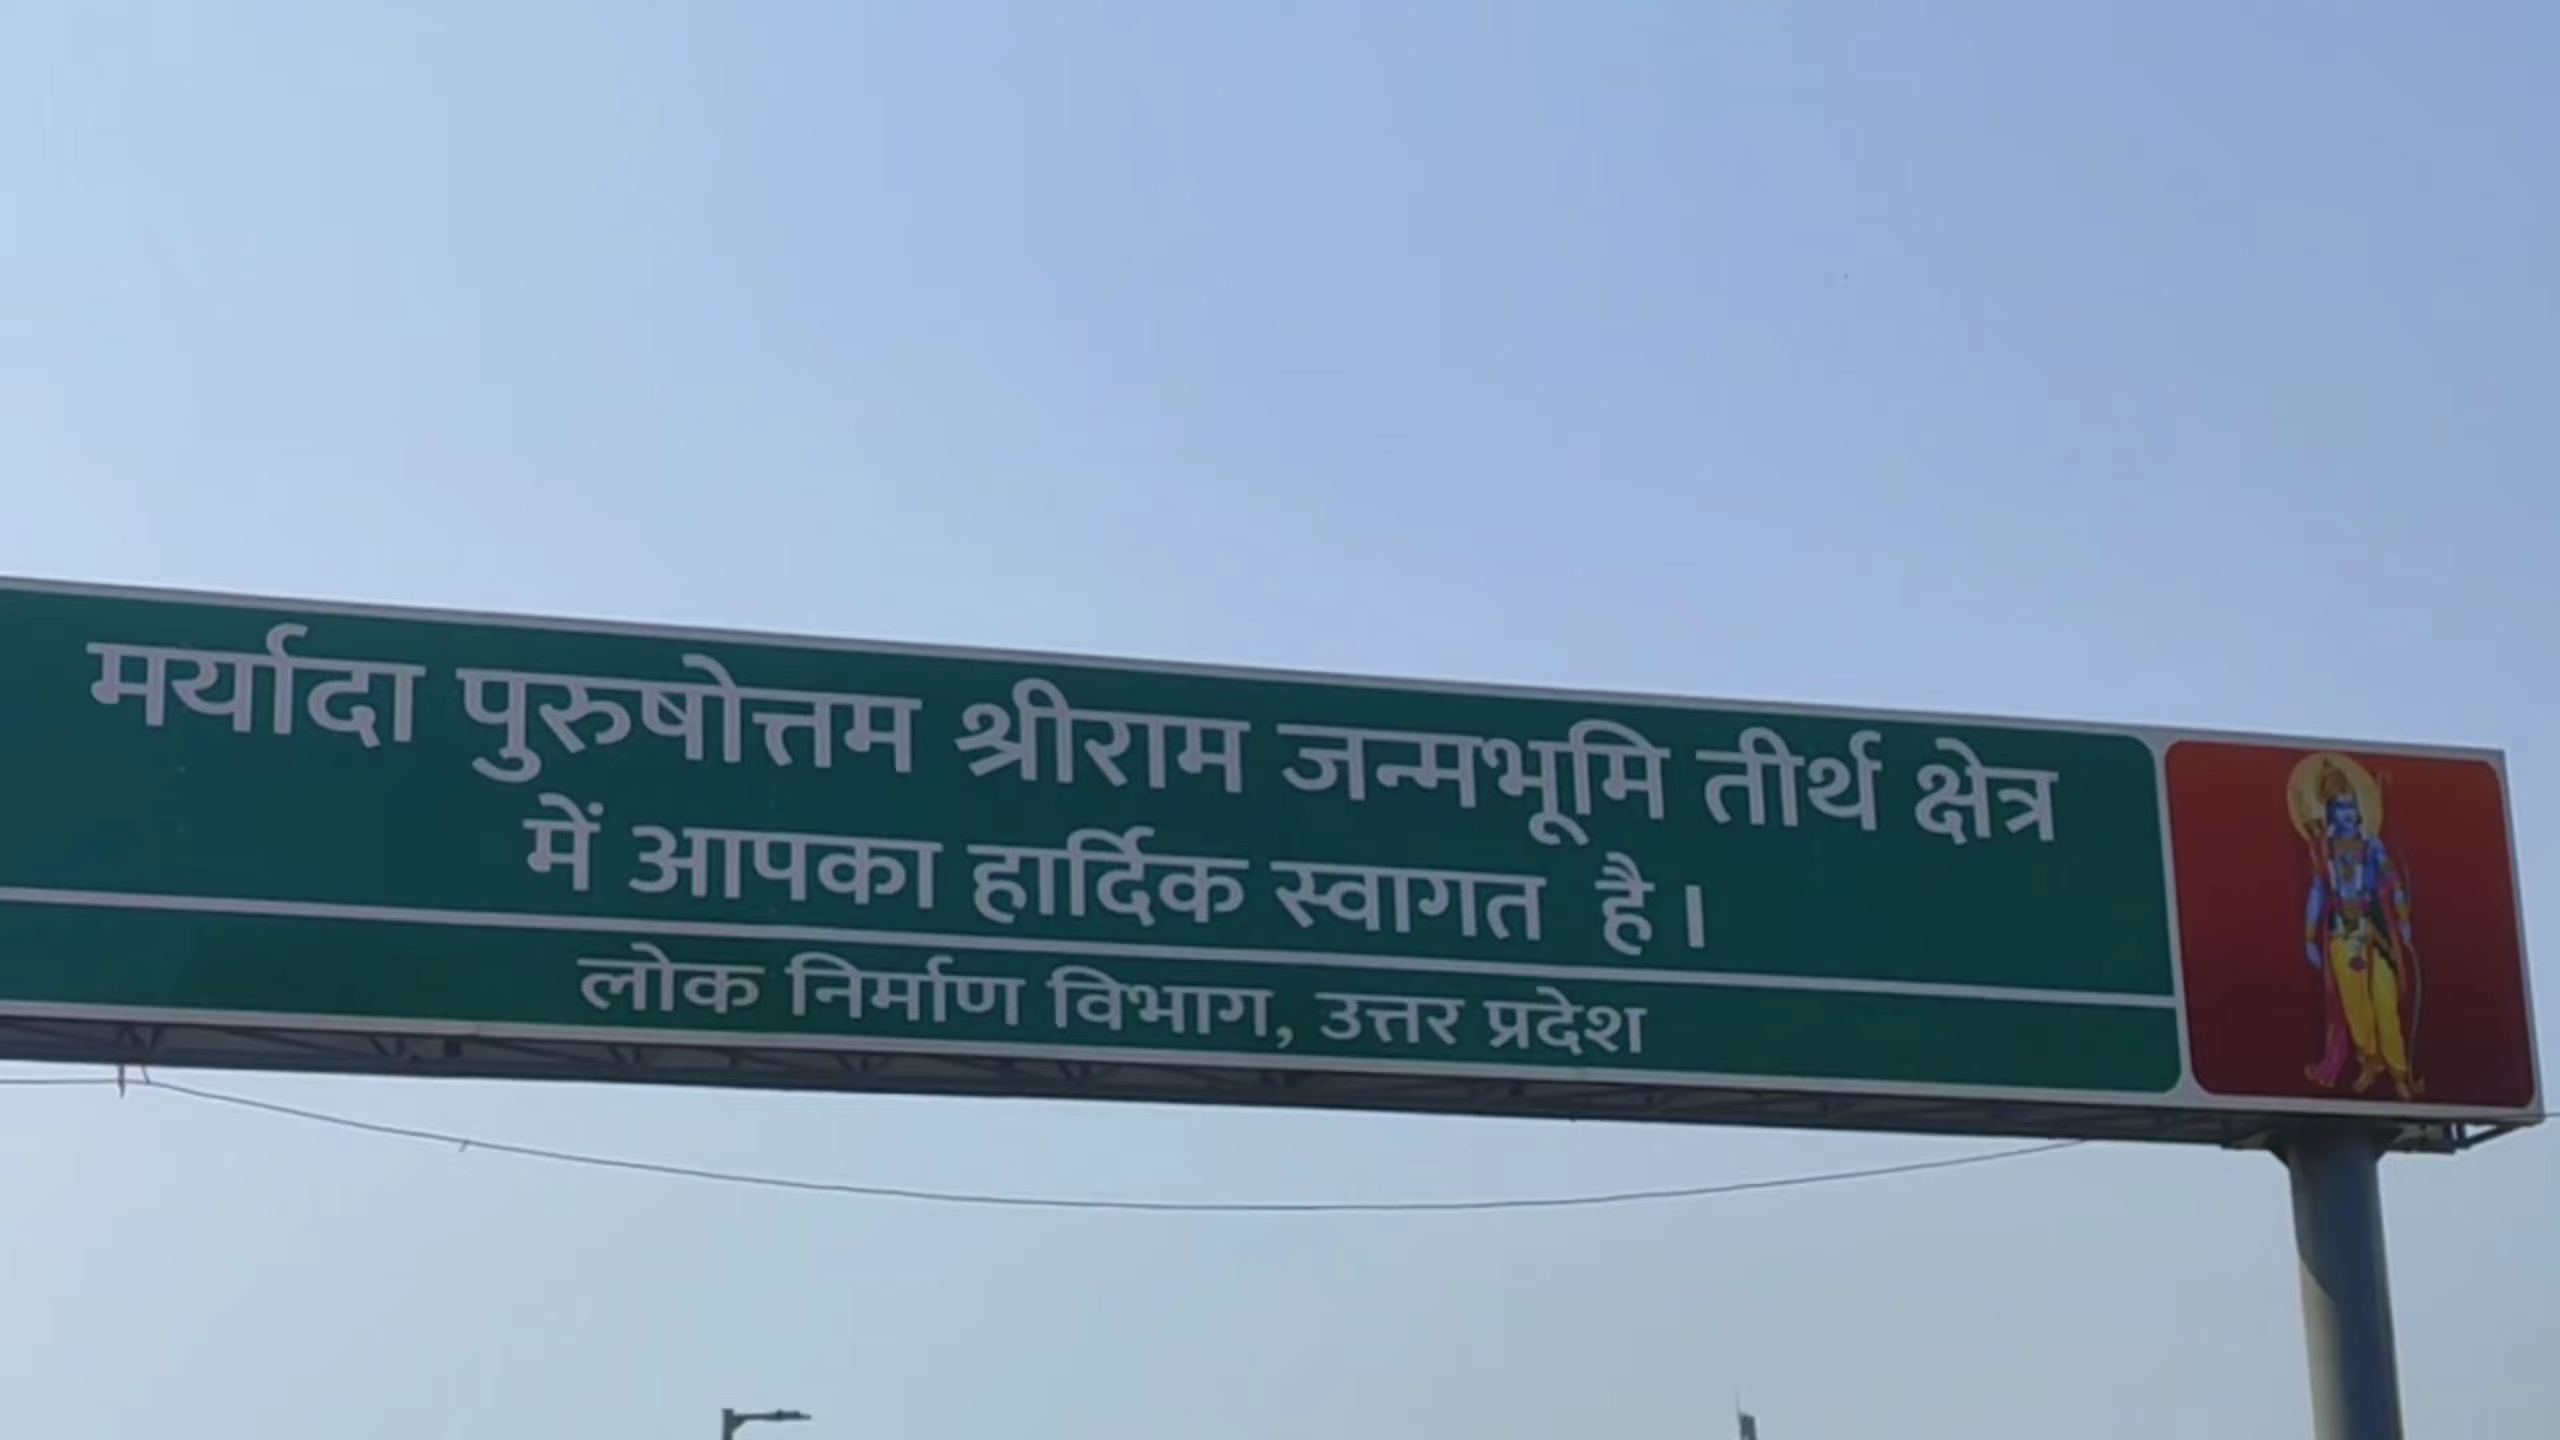 मर्यादा पुरुषोत्तम श्रीराम जन्मभूमि तीर्थ क्षेत्र
में आपका हार्दिक स्वागत है।
लोक निर्माण विभाग, उत्तर प्रदेश